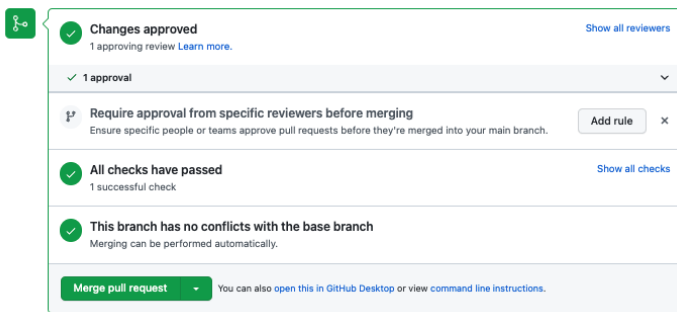 Changes approved
Show all reviewers
1 approving review Learn more.
1 approval
Require approval from specific reviewers before merging
Ensure specific people or teams approve pull requests before they're merged into your main branch.
Add rule
All checks have passed
Show all checks
1 successful check
This branch has no conflicts with the base branch
Merging can be performed automatically.
Merge pull request
You can also open this in GitHub Desktop or view command line instructions.